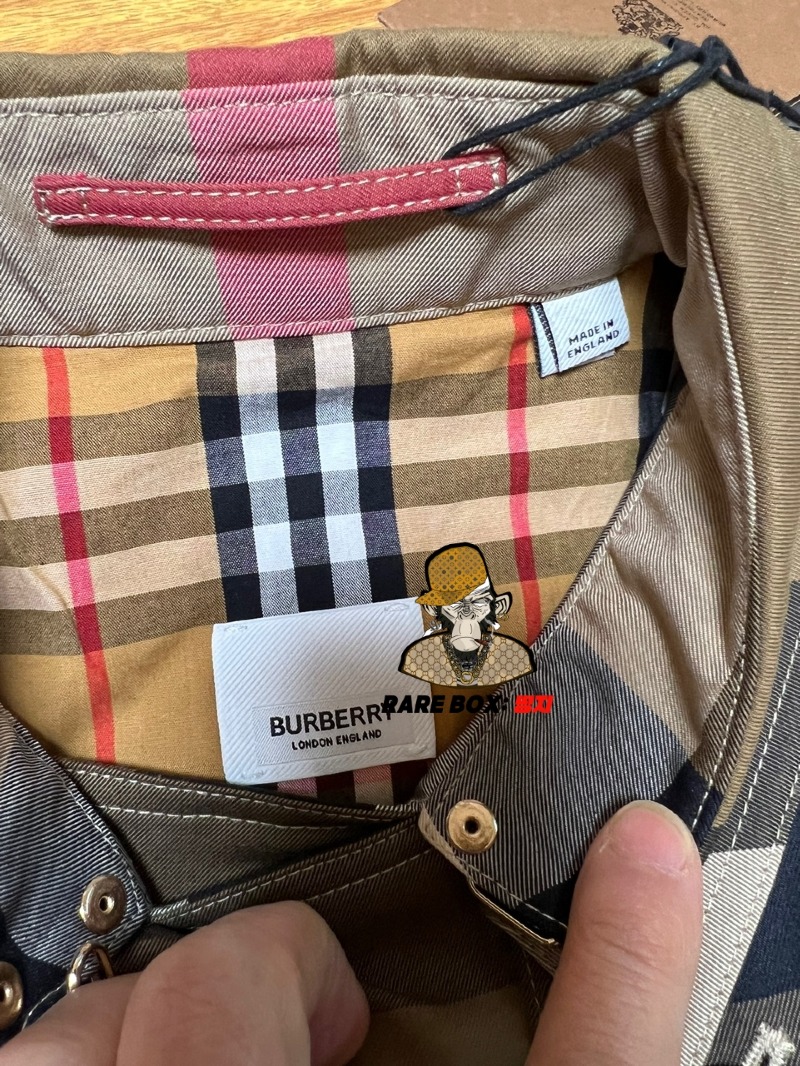 MADE IN
ENGLAND
BURBERRY
LONDON ENGLAND
RARE BOX: